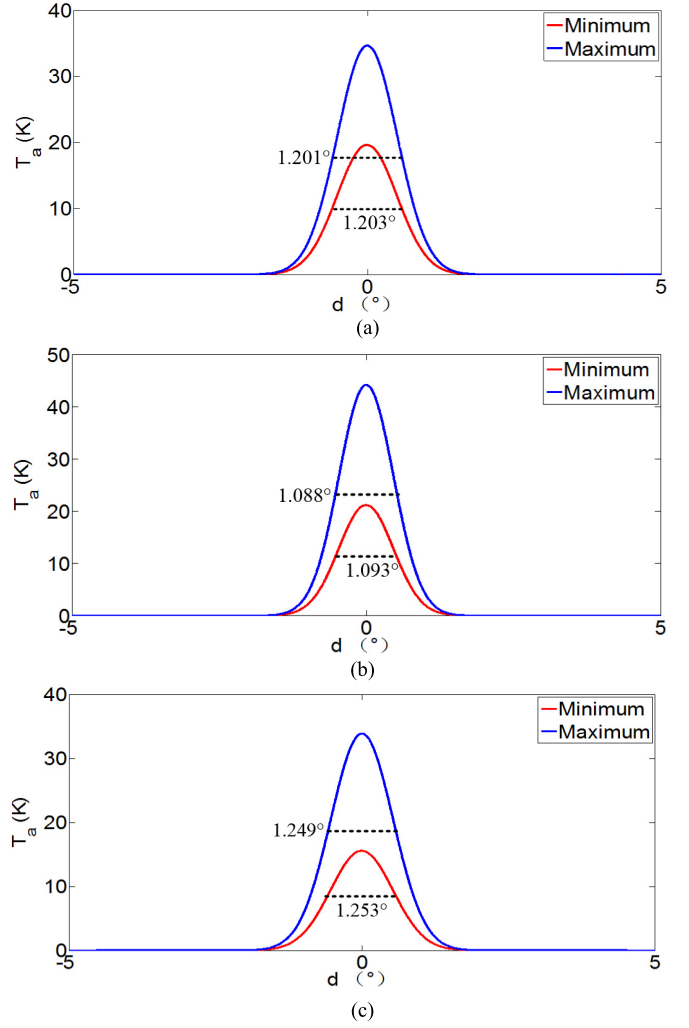 40
Minimum
Maximum
30
T_a (K)
20
1.201°
10
1.203°
0
-5 0 5
d (°)
(a)
50
Minimum
Maximum
40
30
T_a (K)
1.088°
20
10
1.093°
0
-5 0 5
d (°)
(b)
40
Minimum
Maximum
30
T_a (K)
20
1.249°
10
1.253°
0
-5 0 5
d (°)
(c)